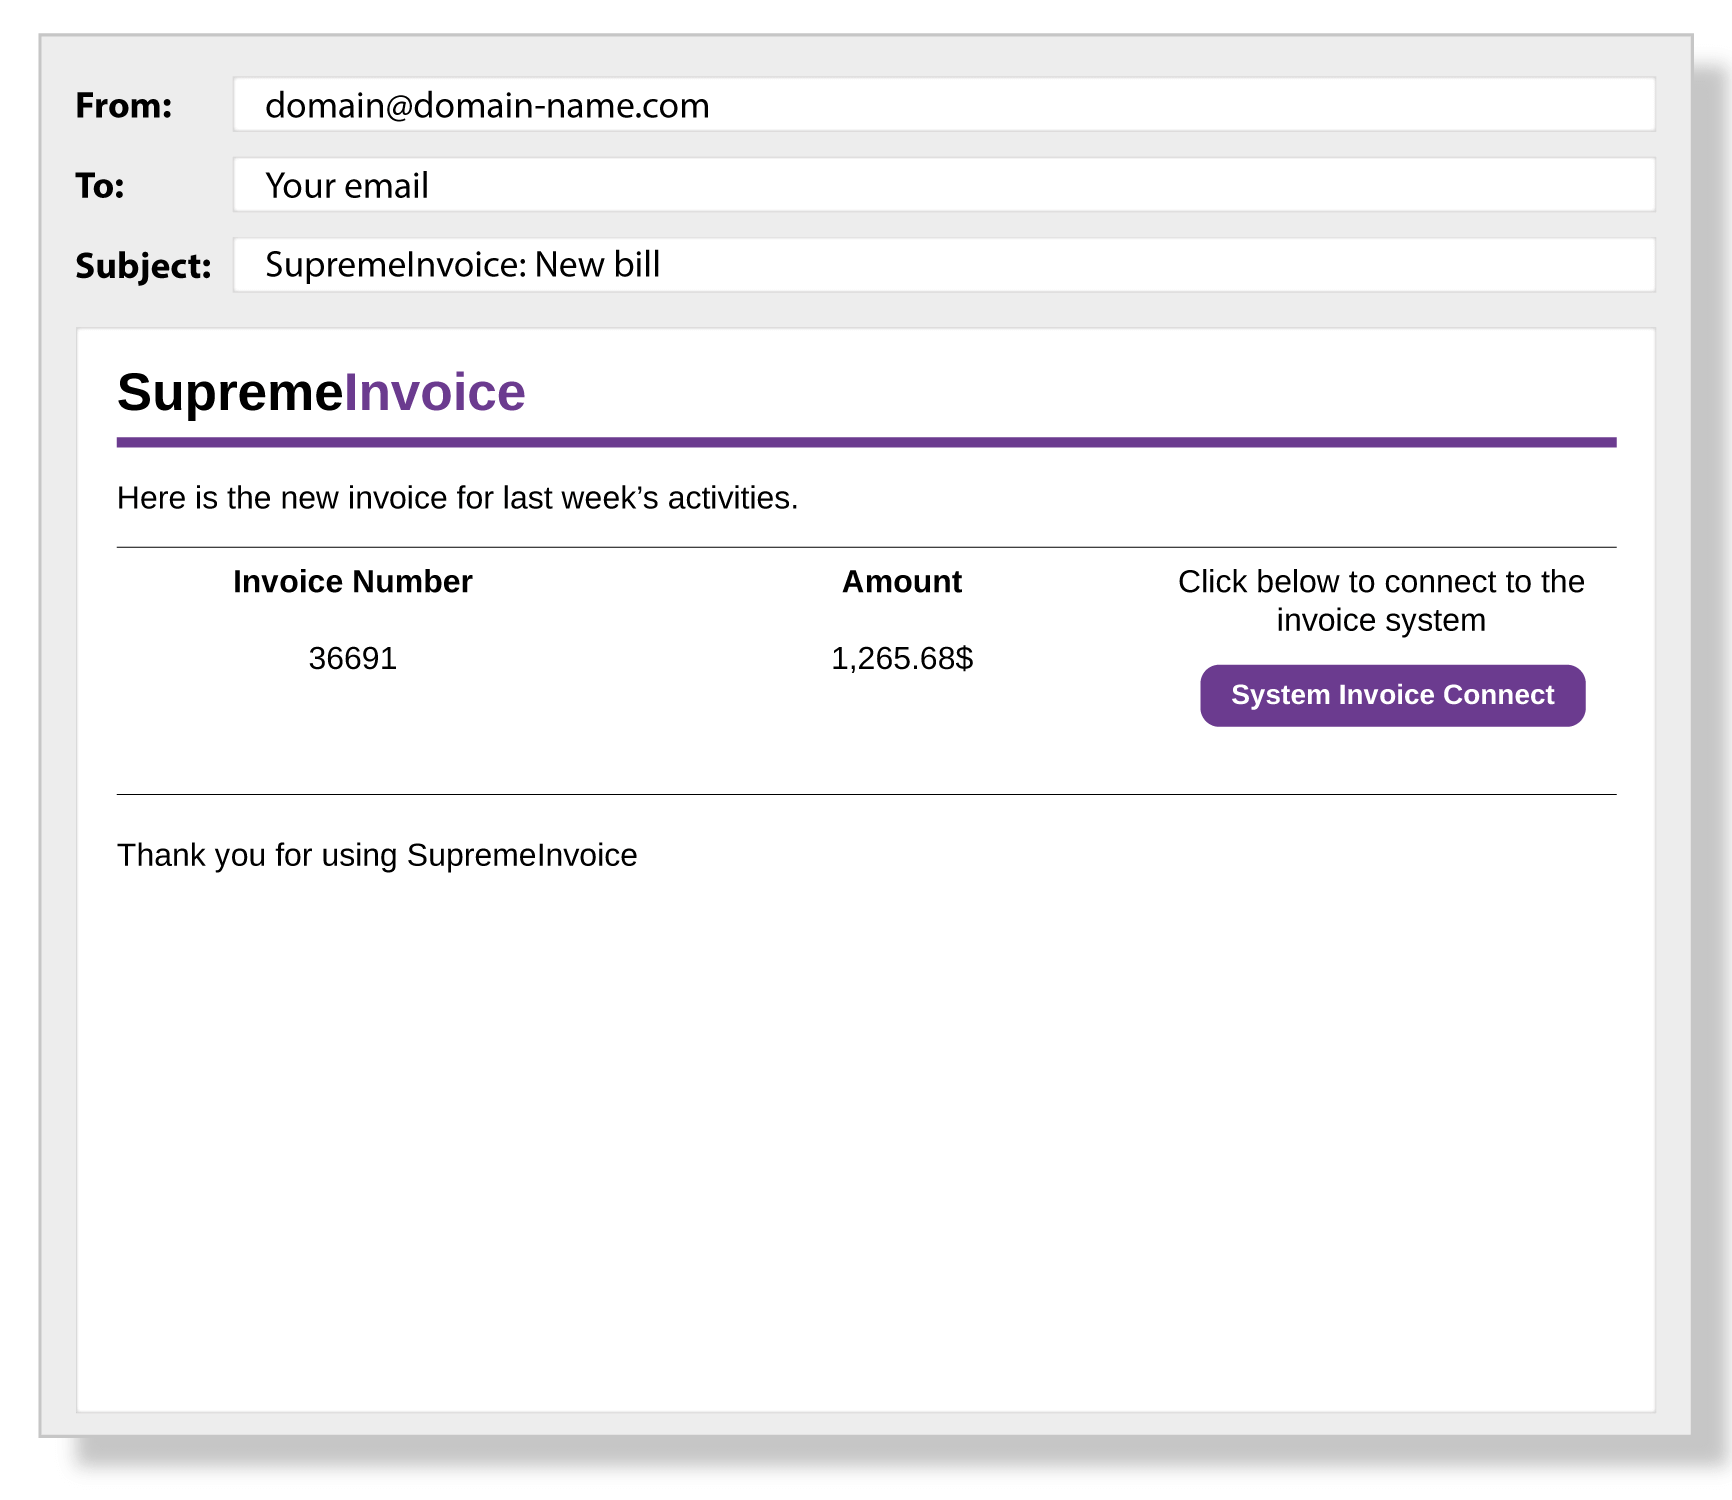 From: domain@domain-name.com
To: Your email
Subject: SupremeInvoice: New bill
SupremeInvoice
Here is the new invoice for last week’s activities.
Invoice Number
36691
Amount
1,265.68$
Click below to connect to the
invoice system
System Invoice Connect
Thank you for using SupremeInvoice